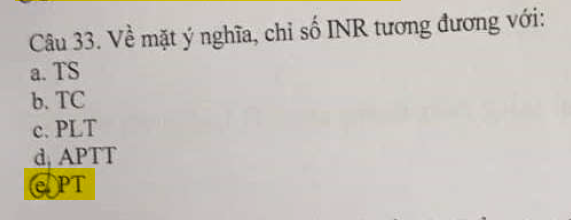 Câu 33. Về mặt ý nghĩa, chỉ số INR tương đương với:
a. TS
b. TC
c. PLT
d. APTT
e. PT